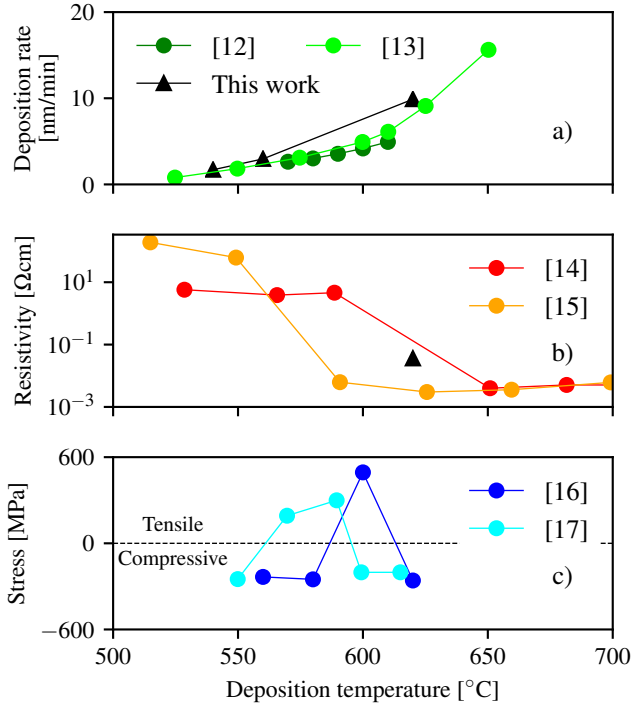 Deposition rate
[nm/min]
20
10
0
[12]
[13]
This work
a)
Resistivity [Ωcm]
10¹
10⁻¹
10⁻³
[14]
[15]
b)
Stress [MPa]
600
0
−600
Tensile
Compressive
[16]
[17]
c)
500 550 600 650 700
Deposition temperature [°C]